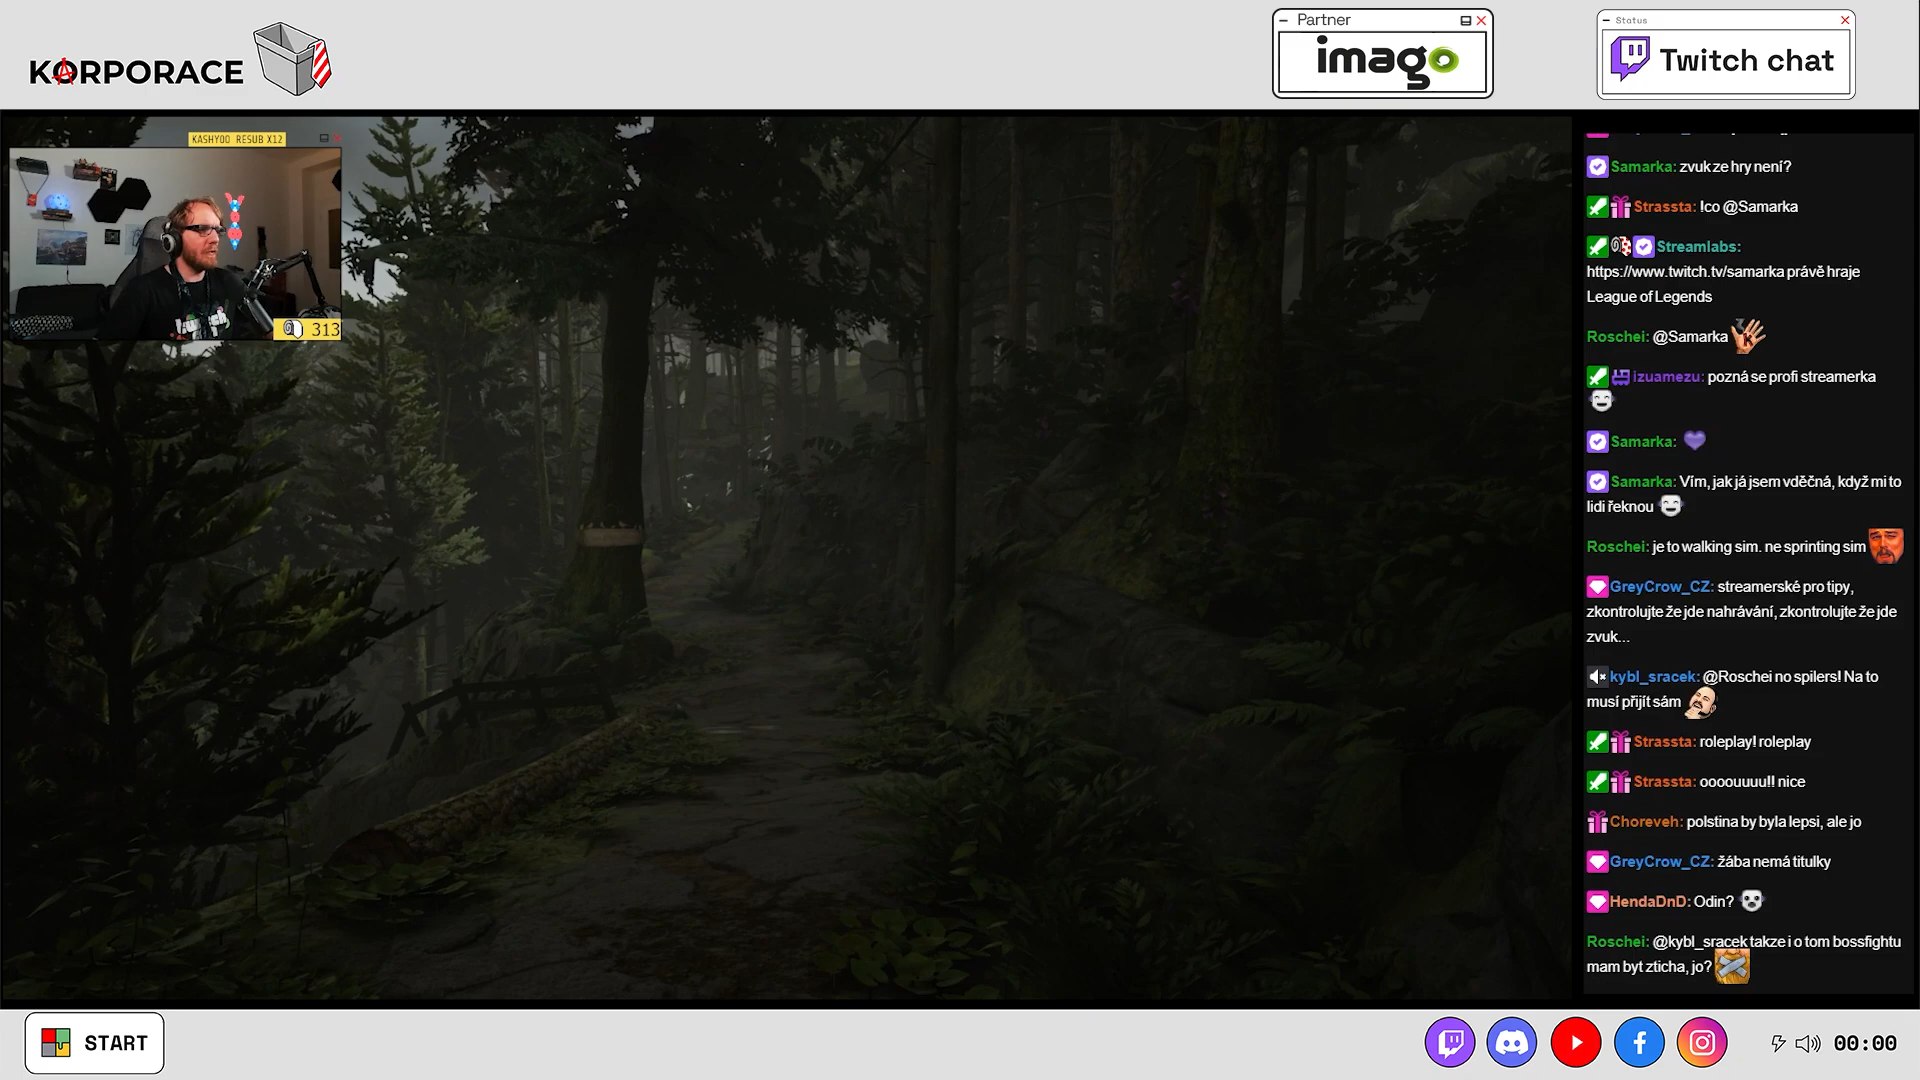 KORPORACE
Partner
imago
Status
Twitch chat
KASHYOO RESUB X12
313
Samarka: zvuk ze hry není?
Strassta: !co @Samarka
Streamlabs:
https://www.twitch.tv/samarka právě hraje
League of Legends
Roschei: @Samarka
izuamezu: pozná se profi streamerka
Samarka:
Samarka: Vím, jak já jsem vděčná, když mi to
lidi řeknou
Roschei: je to walking sim. ne sprinting sim
GreyCrow_CZ: streamerské pro tipy,
zkontrolujte že jde nahrávání, zkontrolujte že jde
zvuk...
kybl_sracek: @Roschei no spilers! Na to
musí přijít sám
Strassta: roleplay! roleplay
Strassta: oooouuuu!! nice
Choreveh: polstina by byla lepsi, ale jo
GreyCrow_CZ: žába nemá titulky
HendaDnD: Odin?
Roschei: @kybl_sracek takze i o tom bossfightu
mam byt zticha, jo?
START
00:00